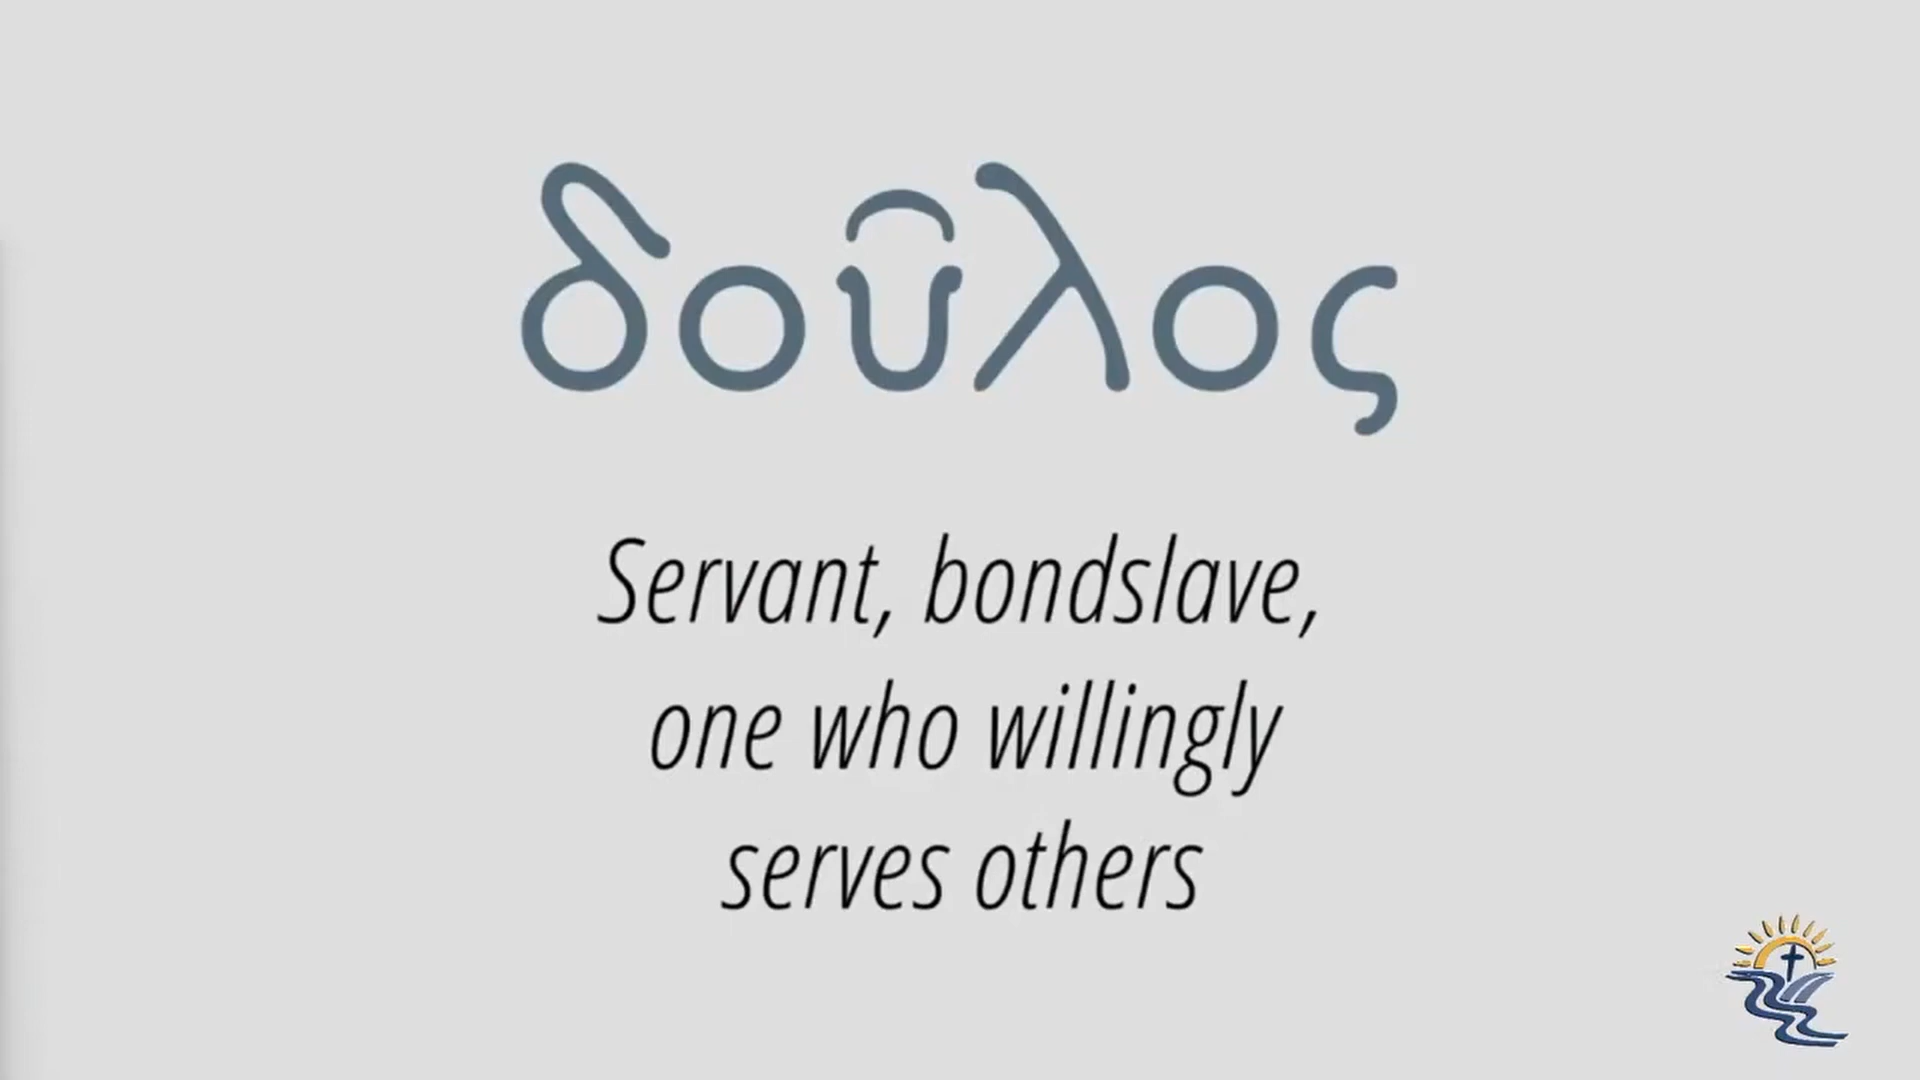 δοῦλος
Servant, bondslave,
one who willingly
serves others